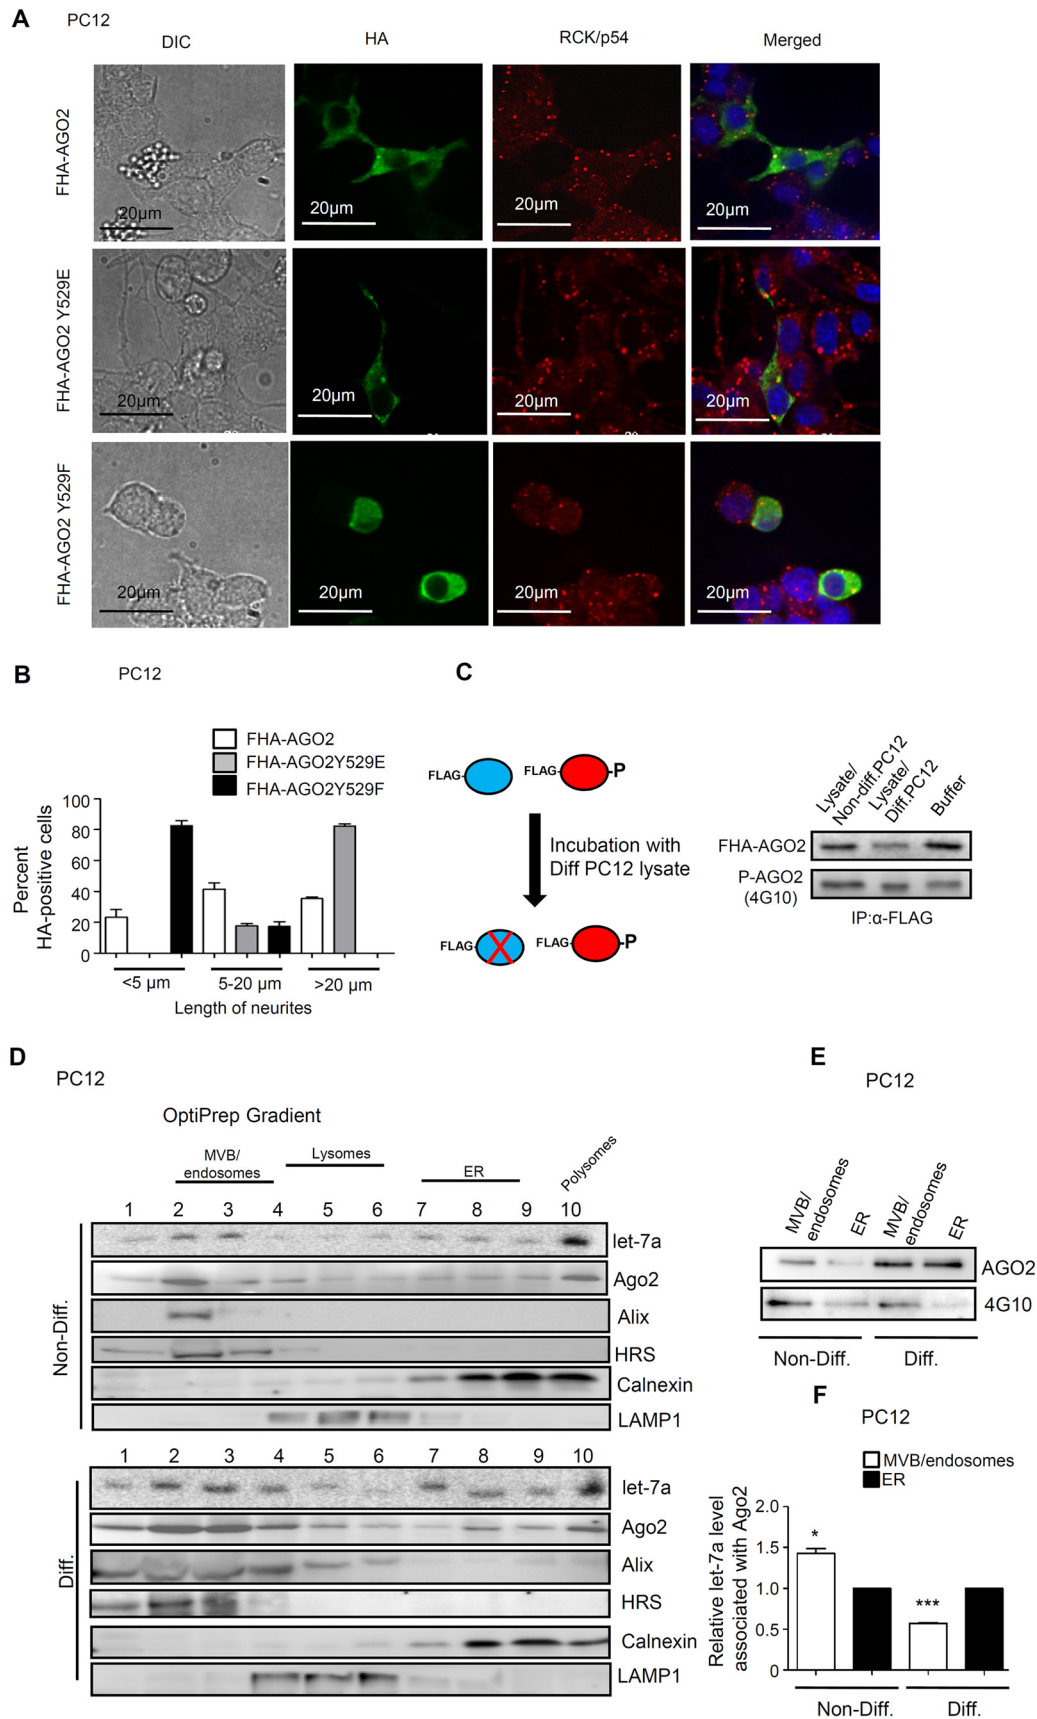 A
PC12
DIC
HA
RCK/p54
Merged
FHA-AGO2
20µm
20µm
20µm
20µm
FHA-AGO2 Y529E
20µm
20µm
20µm
20µm
FHA-AGO2 Y529F
20µm
20µm
20µm
20µm
B
PC12
FHA-AGO2
FHA-AGO2Y529E
FHA-AGO2Y529F
Percent
HA-positive cells
100
80
60
40
20
0
<5 µm
5-20 µm
>20 µm
Length of neurites
C
FLAG
FLAG
-P
Incubation with
Diff PC12 lysate
FLAG
FLAG
-P
Lysate/
Non-diff.PC12
Lysate/
Diff.PC12
Buffer
FHA-AGO2
P-AGO2
(4G10)
IP:α-FLAG
D
PC12
OptiPrep Gradient
MVB/
endosomes
Lysomes
ER
Polysomes
1 2 3 4 5 6 7 8 9 10
Non-Diff.
let-7a
Ago2
Alix
HRS
Calnexin
LAMP1
1 2 3 4 5 6 7 8 9 10
Diff.
let-7a
Ago2
Alix
HRS
Calnexin
LAMP1
E
PC12
MVB/
endosomes
ER
MVB/
endosomes
ER
AGO2
4G10
Non-Diff.
Diff.
F
PC12
MVB/endosomes
ER
Relative let-7a level
associated with Ago2
2.0
1.5
1.0
0.5
0
*
***
Non-Diff.
Diff.